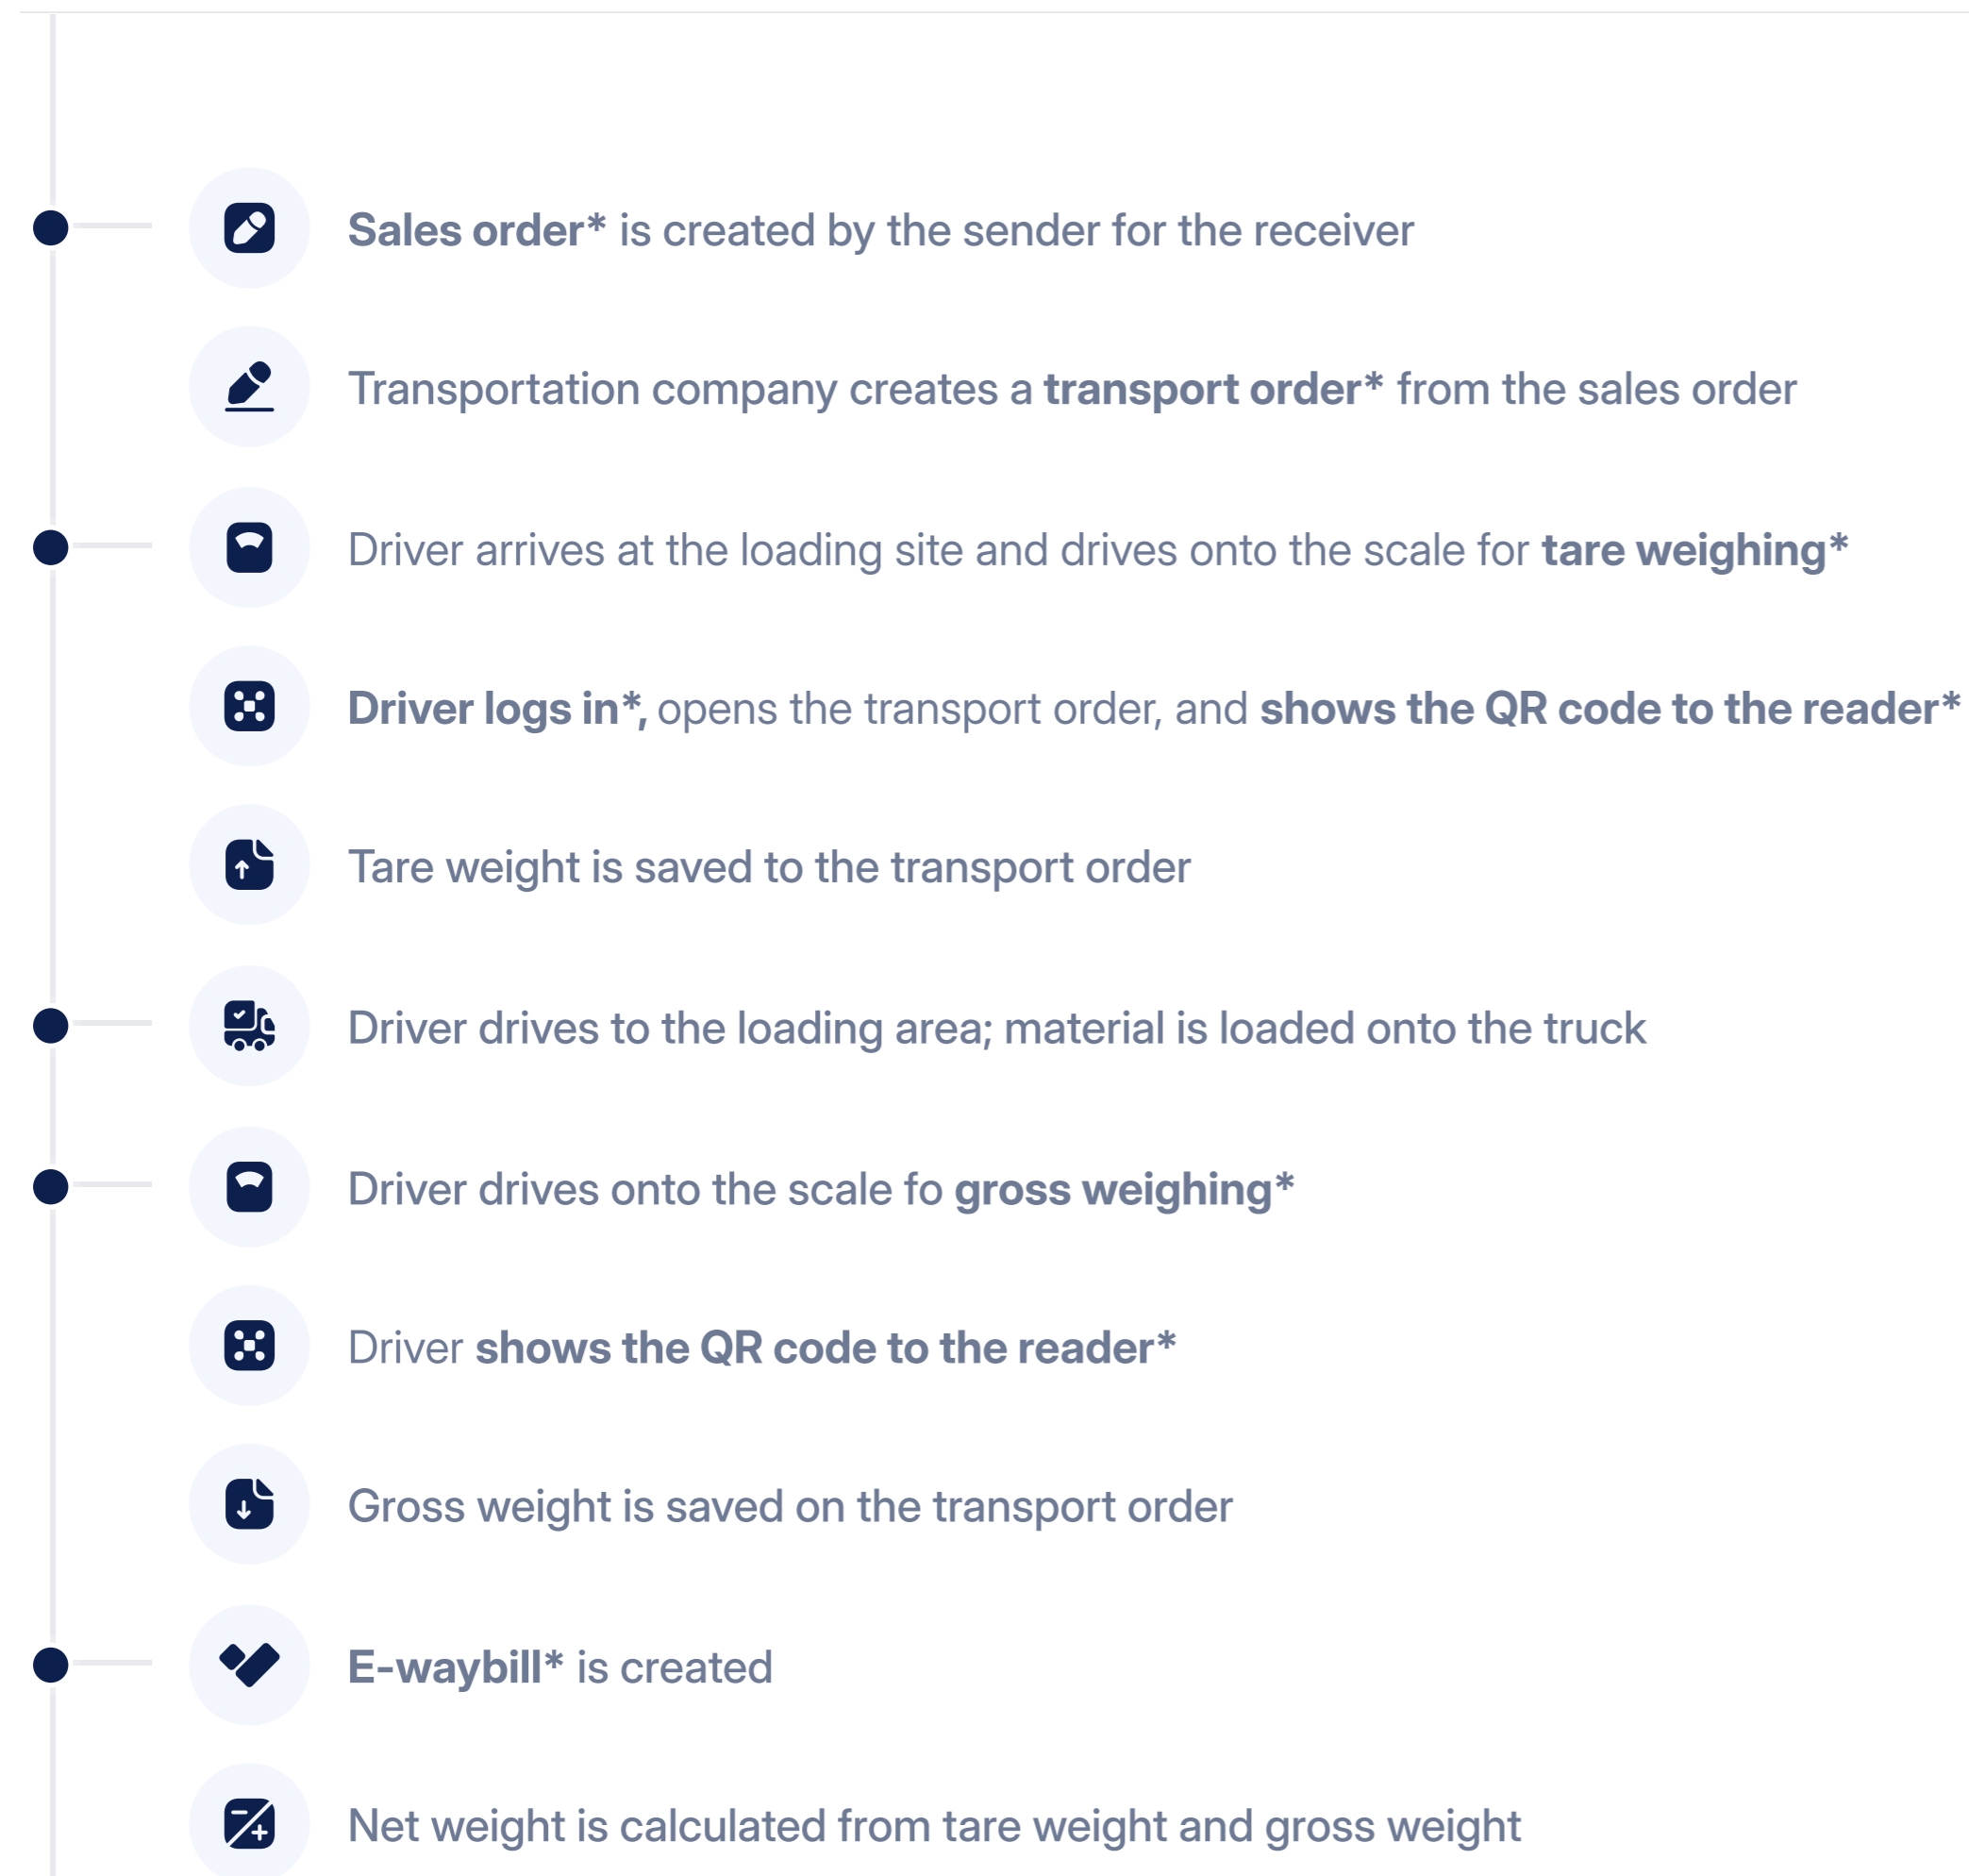 Sales order* is created by the sender for the receiver
Transportation company creates a transport order* from the sales order
Driver arrives at the loading site and drives onto the scale for tare weighing*
Driver logs in*, opens the transport order, and shows the QR code to the reader*
Tare weight is saved to the transport order
Driver drives to the loading area; material is loaded onto the truck
Driver drives onto the scale fo gross weighing*
Driver shows the QR code to the reader*
Gross weight is saved on the transport order
E-waybill* is created
Net weight is calculated from tare weight and gross weight